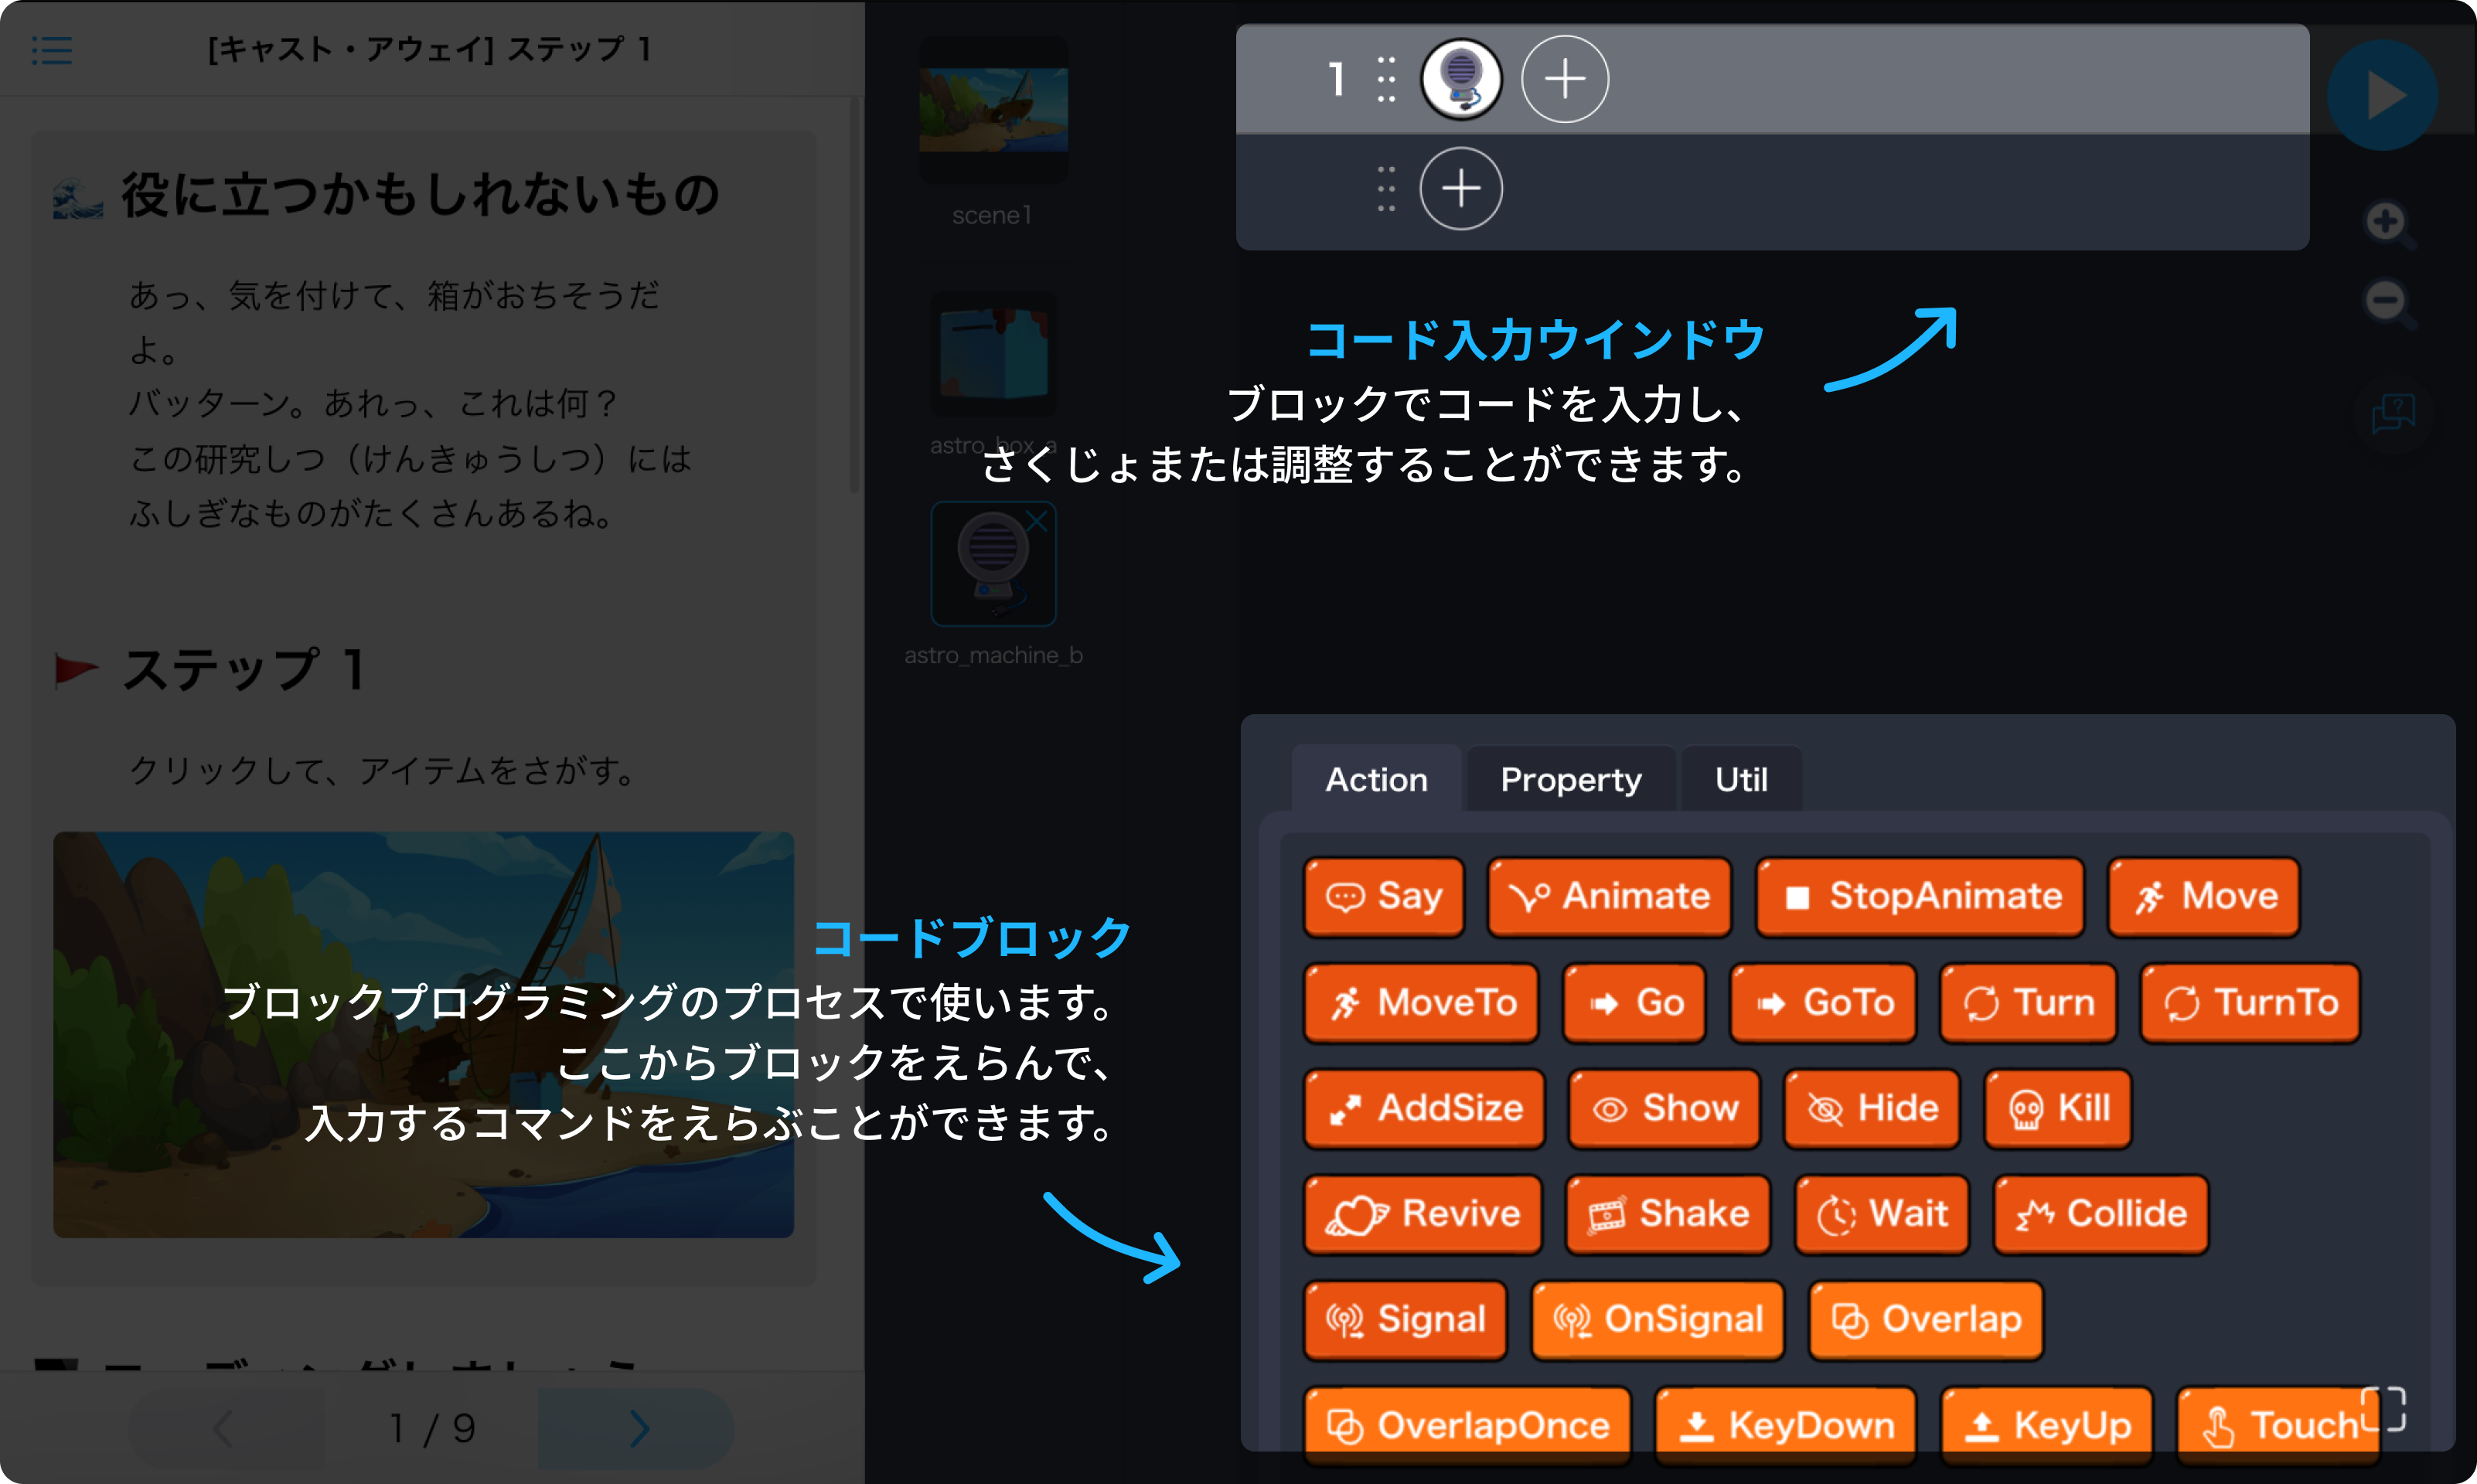 [キャスト・アウェイ] ステップ 1
役に立つかもしれないもの
あっ、気を付けて、箱がおちそうだ
よ。
バッターン。あれっ、これは何？
この研究しつ（けんきゅうしつ）には
ふしぎなものがたくさんあるね。
ステップ 1
クリックして、アイテムをさがす。
1 / 9
scene1
astro_box_a
astro_machine_b
1
コード入力ウインドウ
ブロックでコードを入力し、
さくじょまたは調整することができます。
コードブロック
ブロックプログラミングのプロセスで使います。
ここからブロックをえらんで、
入力するコマンドをえらぶことができます。
Action Property Util
Say Animate StopAnimate Move
MoveTo Go GoTo Turn TurnTo
AddSize Show Hide Kill
Revive Shake Wait Collide
Signal OnSignal Overlap
OverlapOnce KeyDown KeyUp Touch